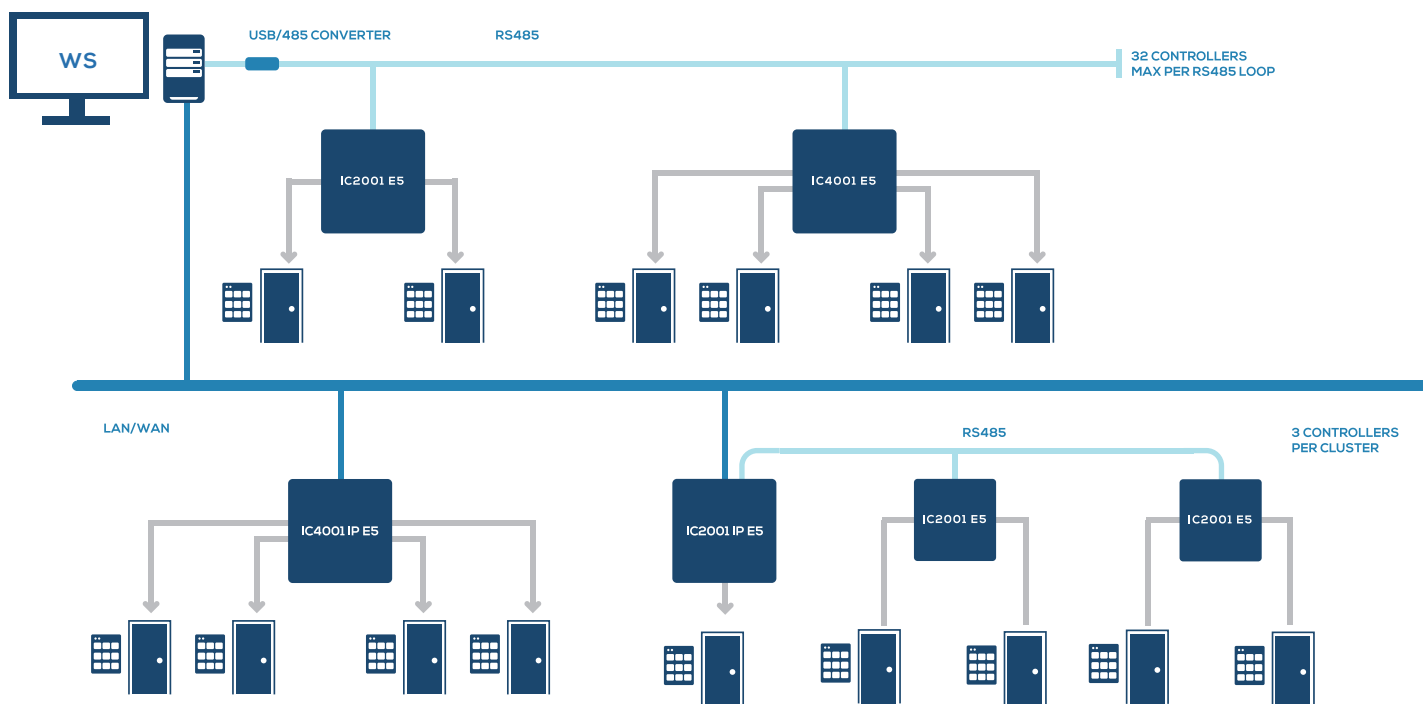 WS
USB/485 CONVERTER
RS485
32 CONTROLLERS
MAX PER RS485 LOOP
IC2001 E5
IC4001 E5
LAN/WAN
RS485
3 CONTROLLERS
PER CLUSTER
IC4001 IP E5
IC2001 IP E5
IC2001 E5
IC2001 E5